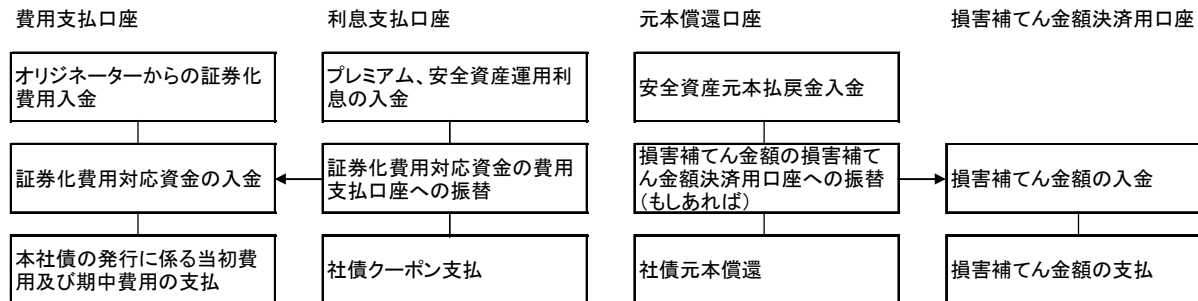 費用支払口座
利息支払口座
元本償還口座
損害補てん金額決済用口座
オリジネーターからの証券化
費用入金
プレミアム、安全資産運用利
息の入金
安全資産元本払戻金入金
証券化費用対応資金の入金
証券化費用対応資金の費用
支払口座への振替
損害補てん金額の損害補て
ん金額決済用口座への振替
(もしあれば)
損害補てん金額の入金
本社債の発行に係る当初費
用及び期中費用の支払
社債クーポン支払
社債元本償還
損害補てん金額の支払